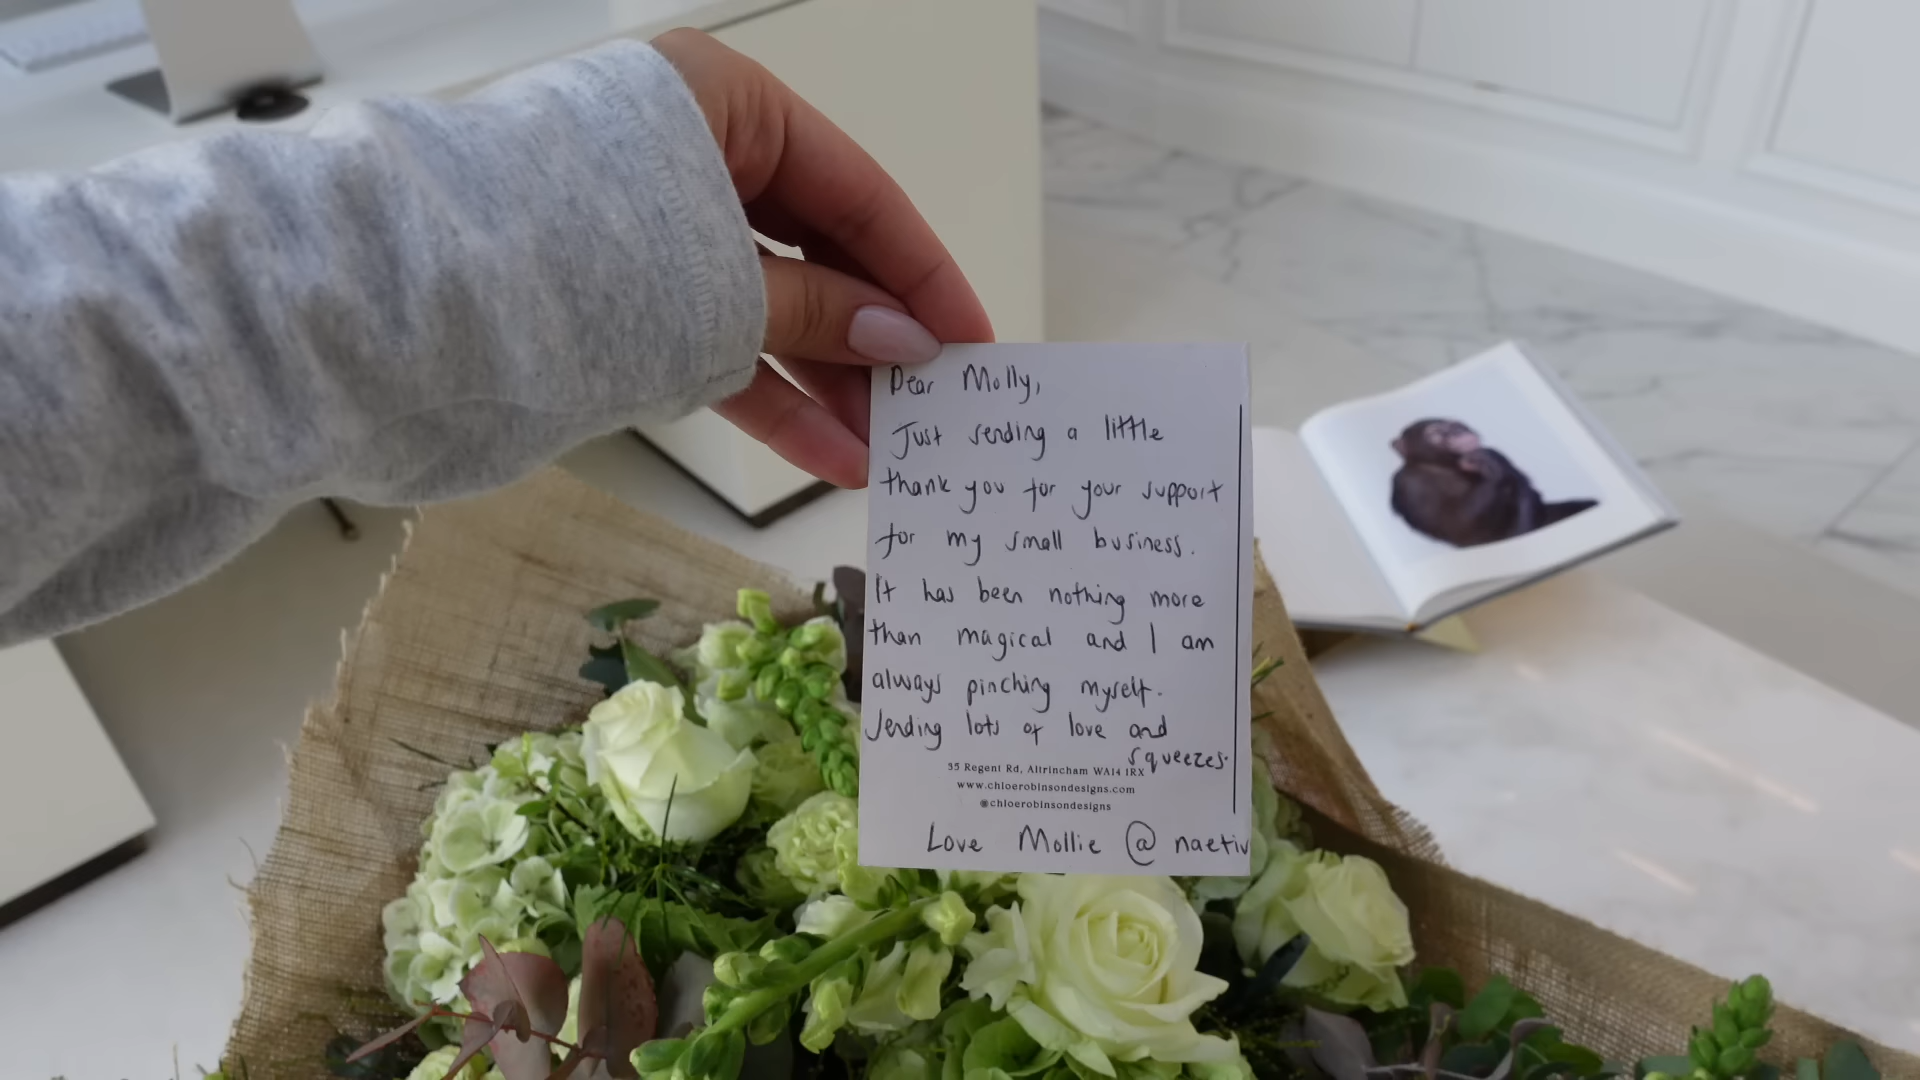 Dear Molly,
Just sending a little
thank you for your support
for my small business.
It has been nothing more
than magical and I am
always pinching myself.
Sending lots of love and
squeezes.
35 Regent Rd, Altrincham WA14 1RX
www.chloerobinsondesigns.com
@chloerobinsondesigns
Love Mollie @ naetiv